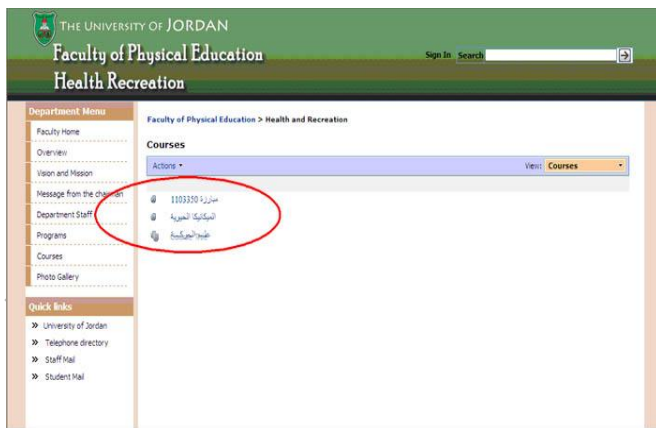 THE UNIVERSITY OF JORDAN
Faculty of Physical Education
Health Recreation
Sign In Search
Department Menu
Faculty Home
Overview
Vision and Mission
Message from the chairman
Department Staff
Programs
Courses
Photo Gallery
Quick links
» University of Jordan
» Telephone directory
» Staff Mail
» Student Mail
Faculty of Physical Education > Health and Recreation
Courses
Actions
View: Courses
مبارزة 1103350
الميكانيكا الحيوية